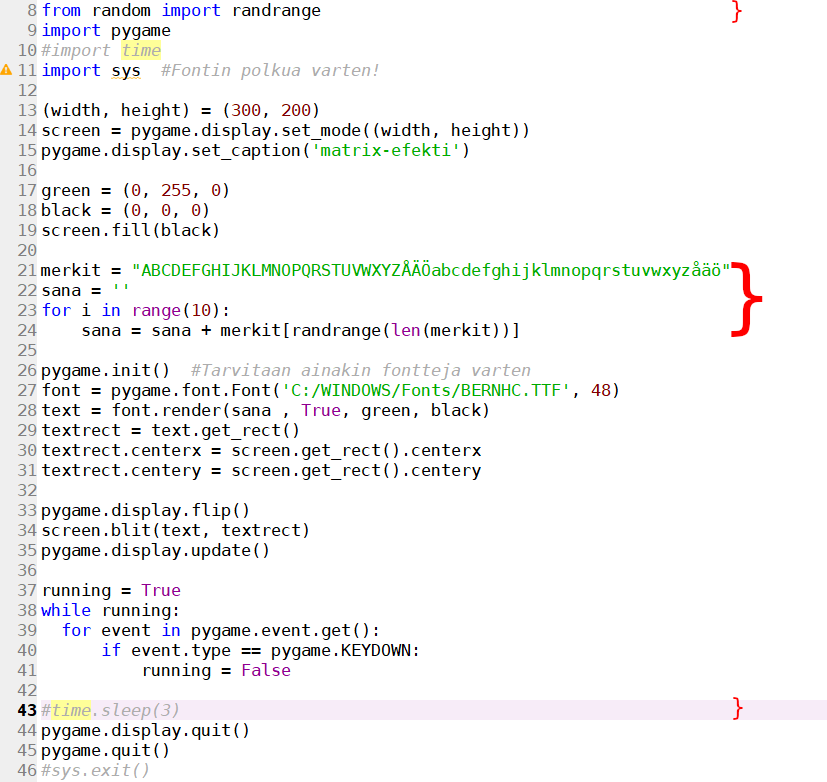 8 from random import randrange }
9 import pygame
10 #import time
11 import sys  #Fontin polkua varten!
12
13 (width, height) = (300, 200)
14 screen = pygame.display.set_mode((width, height))
15 pygame.display.set_caption('matrix-efekti')
16
17 green = (0, 255, 0)
18 black = (0, 0, 0)
19 screen.fill(black)
20
21 merkit = "ABCDEFGHIJKLMNOPQRSTUVWXYZÅÄÖabcdefghijklmnopqrstuvwxyzåäö" }
22 sana = ''
23 for i in range(10):
24     sana = sana + merkit[randrange(len(merkit))]
25
26 pygame.init()  #Tarvitaan ainakin fontteja varten
27 font = pygame.font.Font('C:/WINDOWS/Fonts/BERNHC.TTF', 48)
28 text = font.render(sana , True, green, black)
29 textrect = text.get_rect()
30 textrect.centerx = screen.get_rect().centerx
31 textrect.centery = screen.get_rect().centery
32
33 pygame.display.flip()
34 screen.blit(text, textrect)
35 pygame.display.update()
36
37 running = True
38 while running:
39   for event in pygame.event.get():
40       if event.type == pygame.KEYDOWN:
41           running = False
42
43 #time.sleep(3) }
44 pygame.display.quit()
45 pygame.quit()
46 #sys.exit()